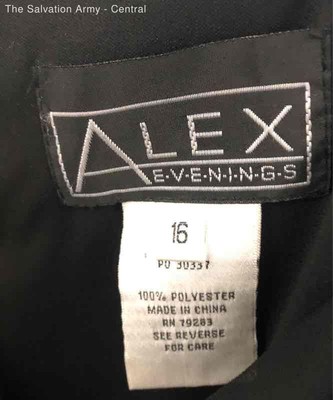 The Salvation Army - Central
ALEX
E·V·E·N·I·N·G·S
16
PO 30337
100% POLYESTER
MADE IN CHINA
RN 79283
SEE REVERSE
FOR CARE